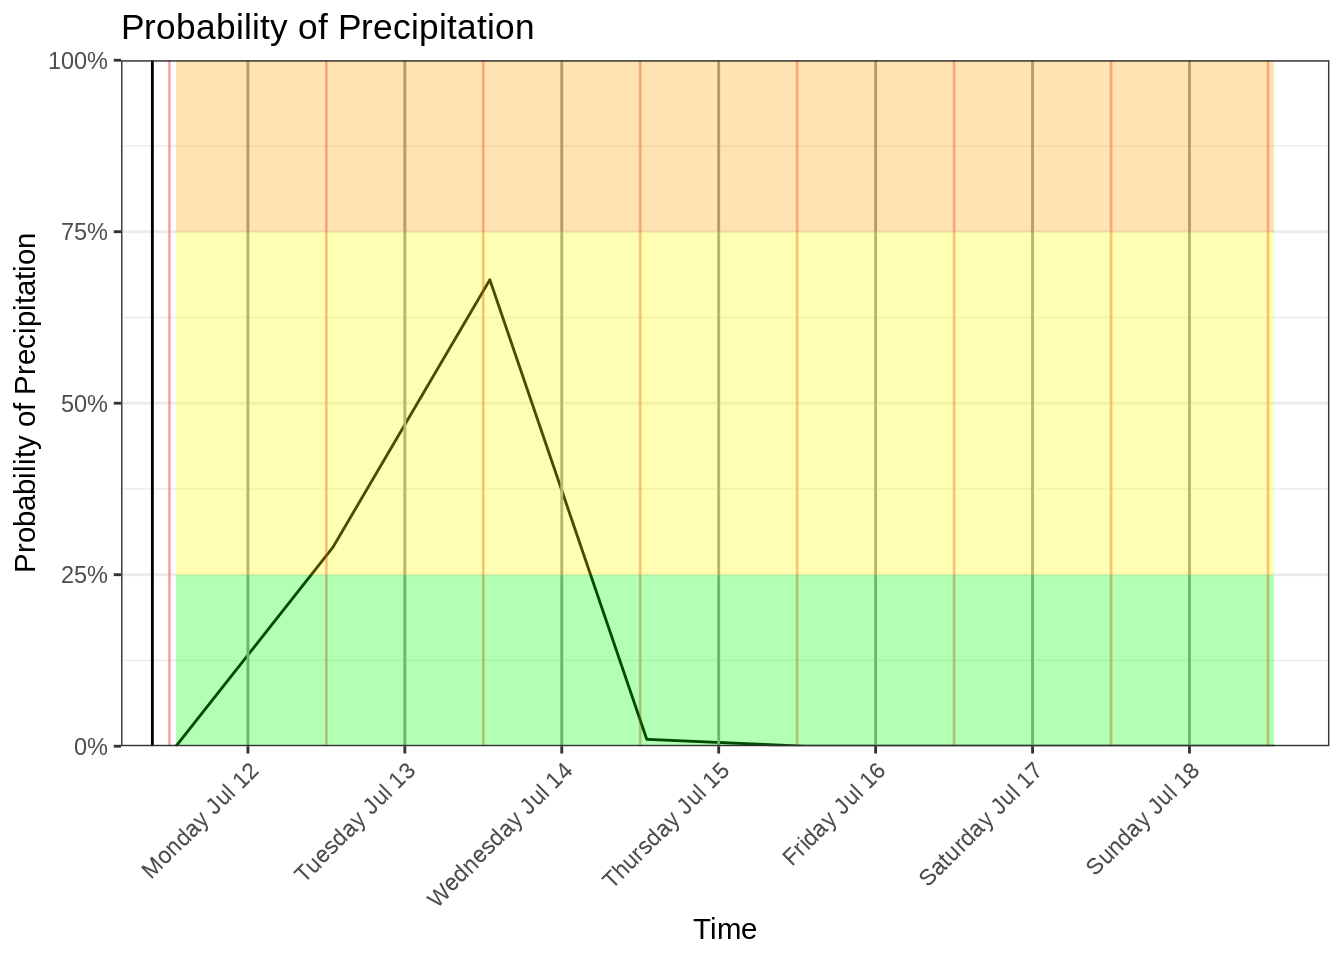 Probability of Precipitation
Probability of Precipitation
100%
75%
50%
25%
0%
Monday Jul 12
Tuesday Jul 13
Wednesday Jul 14
Thursday Jul 15
Friday Jul 16
Saturday Jul 17
Sunday Jul 18
Time